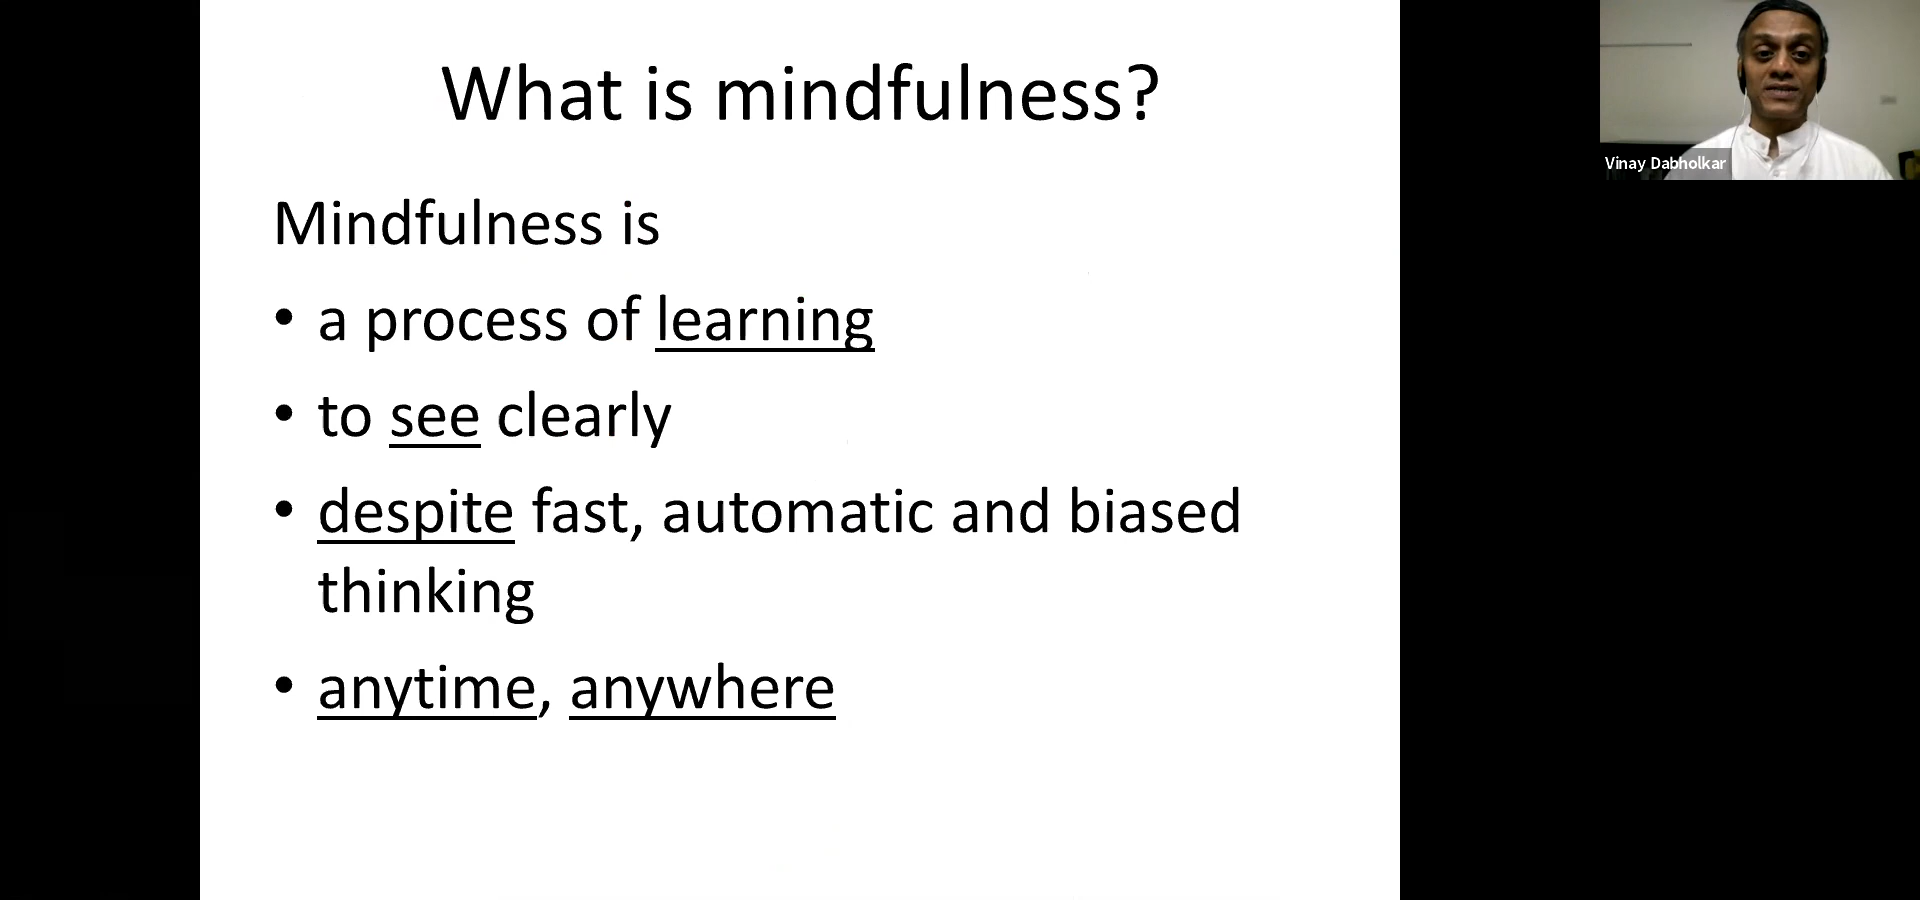 What is mindfulness?
Mindfulness is
• a process of learning
• to see clearly
• despite fast, automatic and biased
thinking
• anytime, anywhere
Vinay Dabholkar